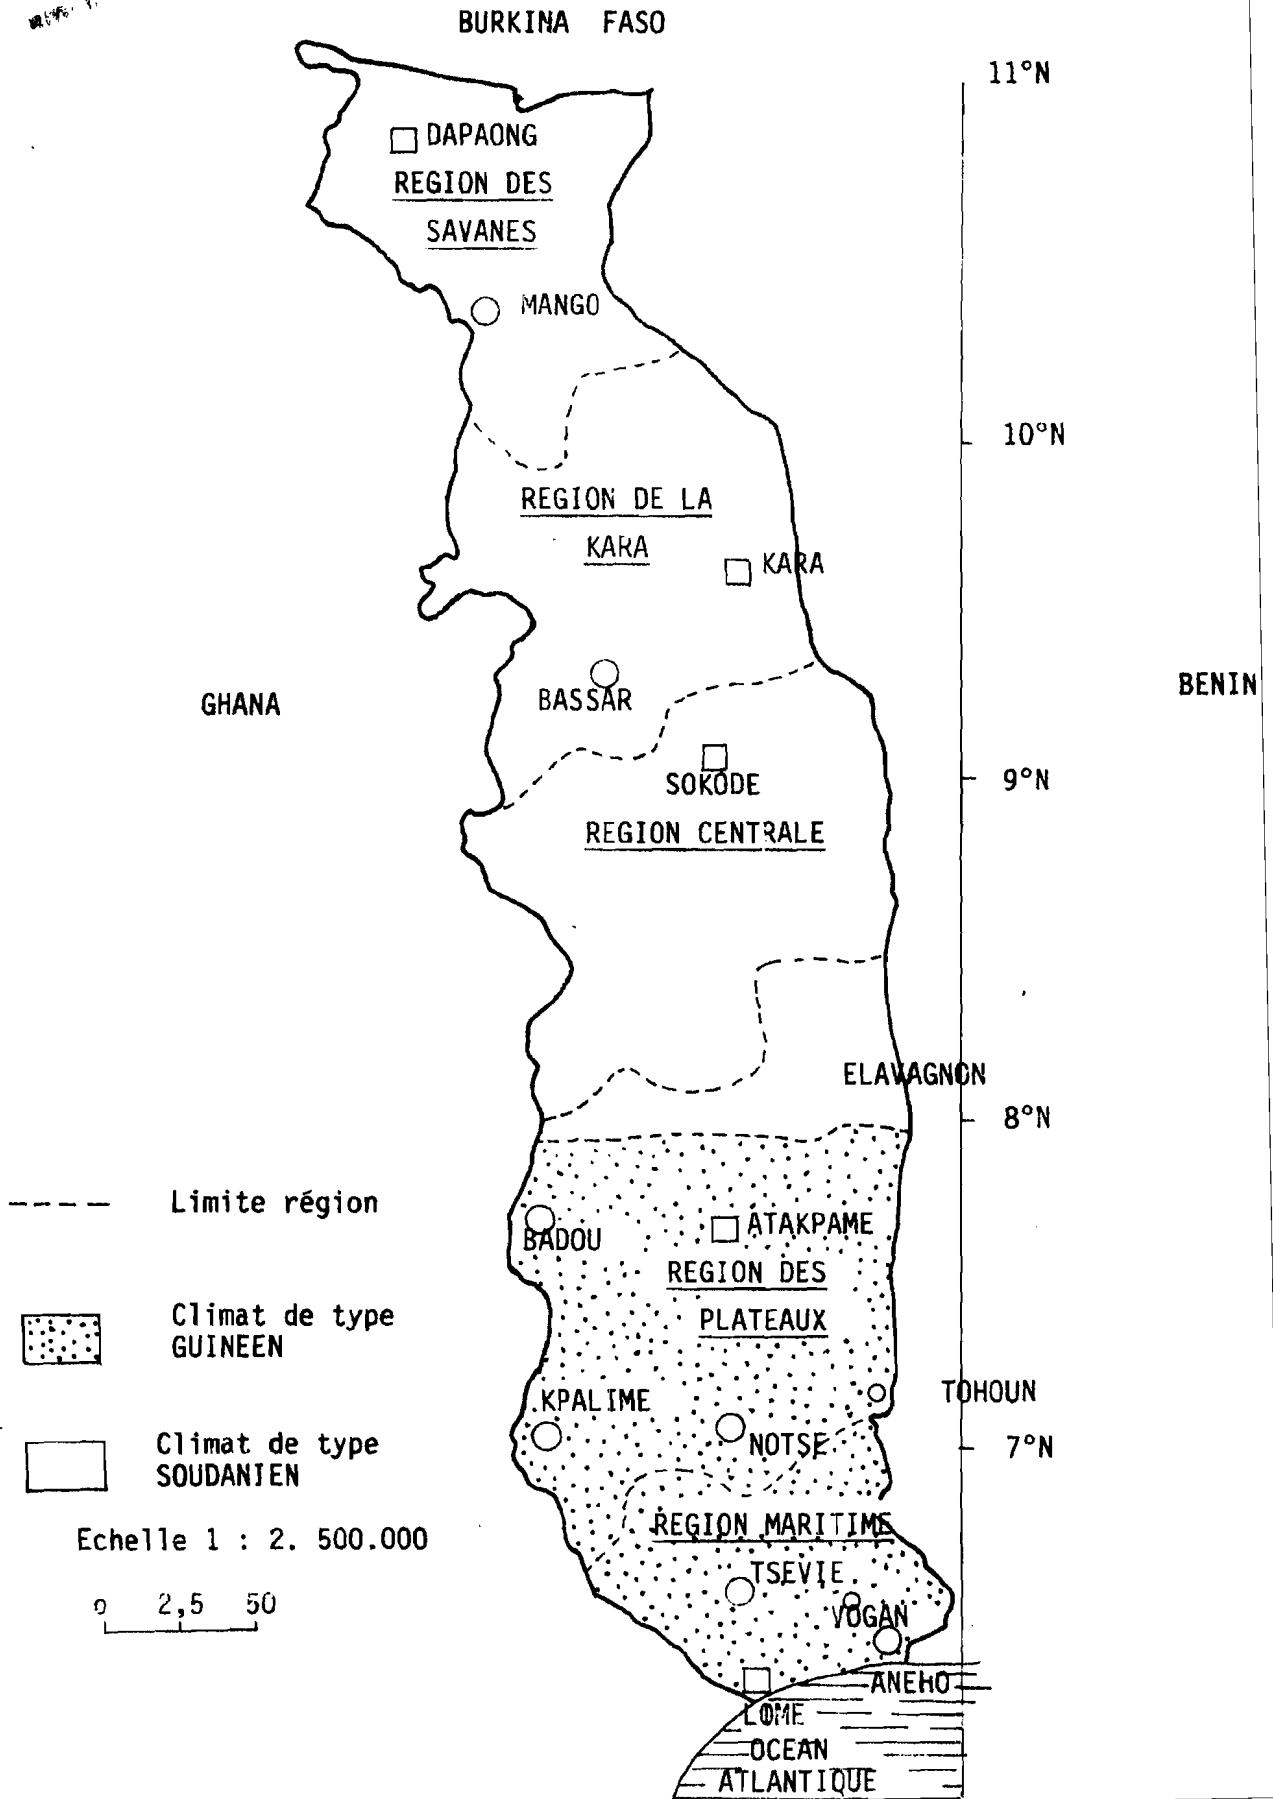 BURKINA FASO
11°N
DAPAONG
REGION DES
SAVANES
MANGO
10°N
REGION DE LA
KARA
KARA
BASSAR
GHANA
BENIN
SOKODE
9°N
REGION CENTRALE
ELAVAGNON
8°N
Limite région
BADOU
ATAKPAME
REGION DES
PLATEAUX
Climat de type
GUINEEN
KPALIME
TOHOUN
NOTSE
7°N
Climat de type
SOUDANIEN
REGION MARITIME
Echelle 1 : 2. 500.000
TSEVIE
VOGAN
0 2,5 50
ANEHO
LOME
OCEAN
ATLANTIQUE